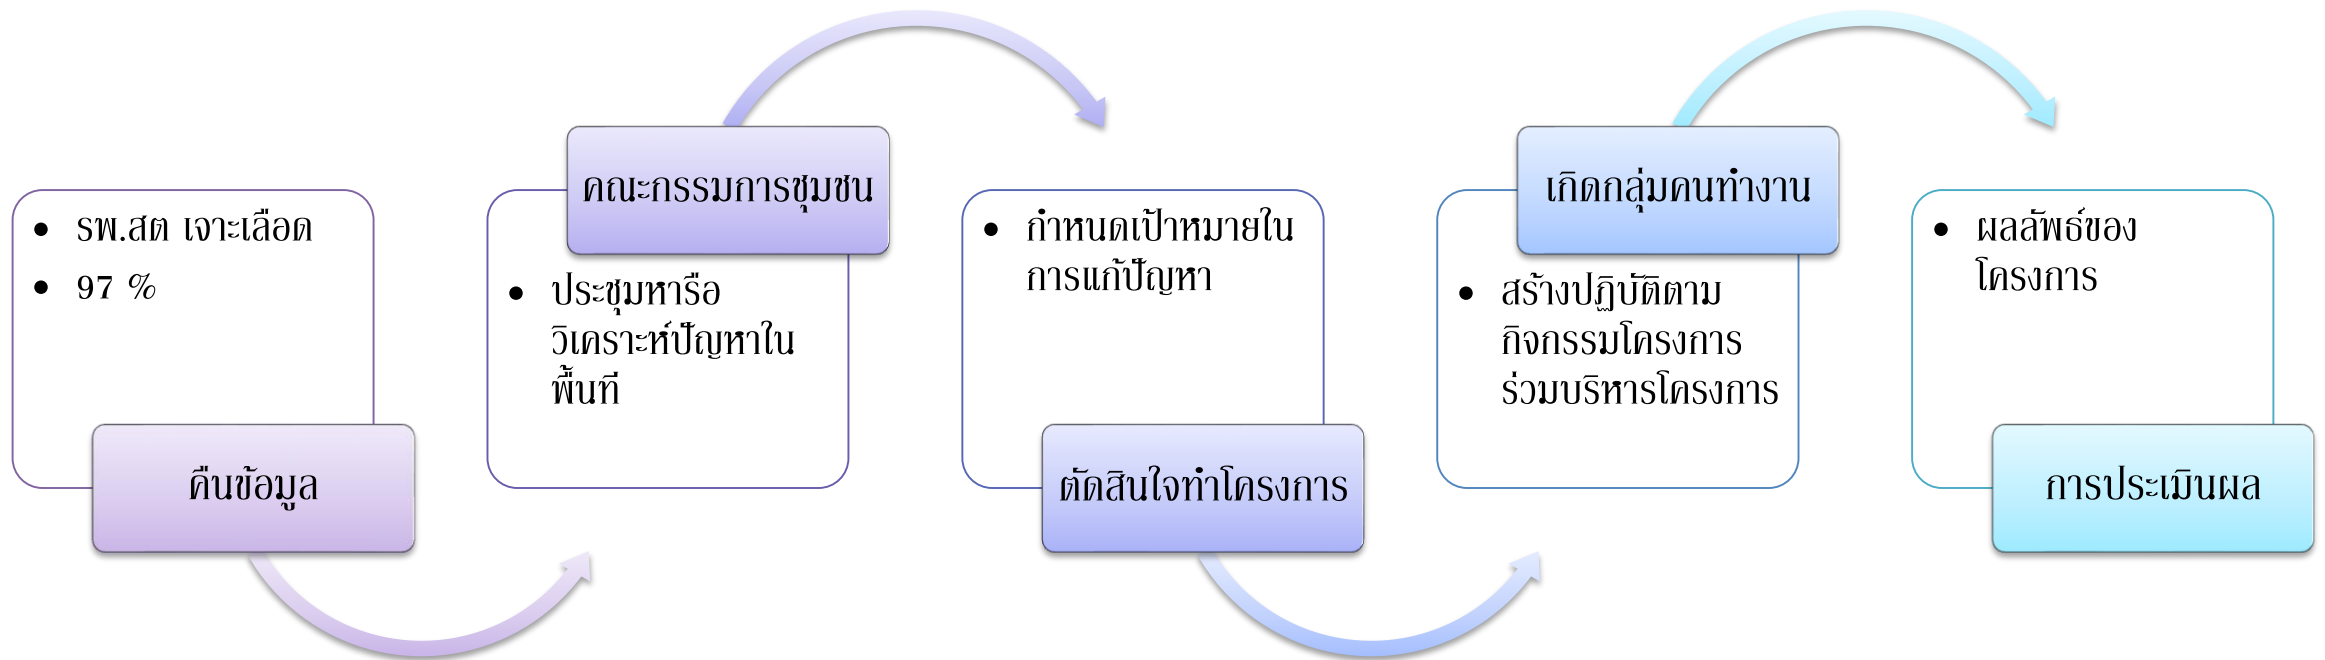 • รพ.สต เจาะเลือด
• 97 %
คืนข้อมูล
คณะกรรมการชุมชน
• ประชุมหารือ
วิเคราะห์ปัญหาใน
พื้นที่
• กำหนดเป้าหมายใน
การแก้ปัญหา
ตัดสินใจทำโครงการ
เกิดกลุ่มคนทำงาน
• สร้างปฏิบัติตาม
กิจกรรมโครงการ
ร่วมบริหารโครงการ
• ผลลัพธ์ของ
โครงการ
การประเมินผล